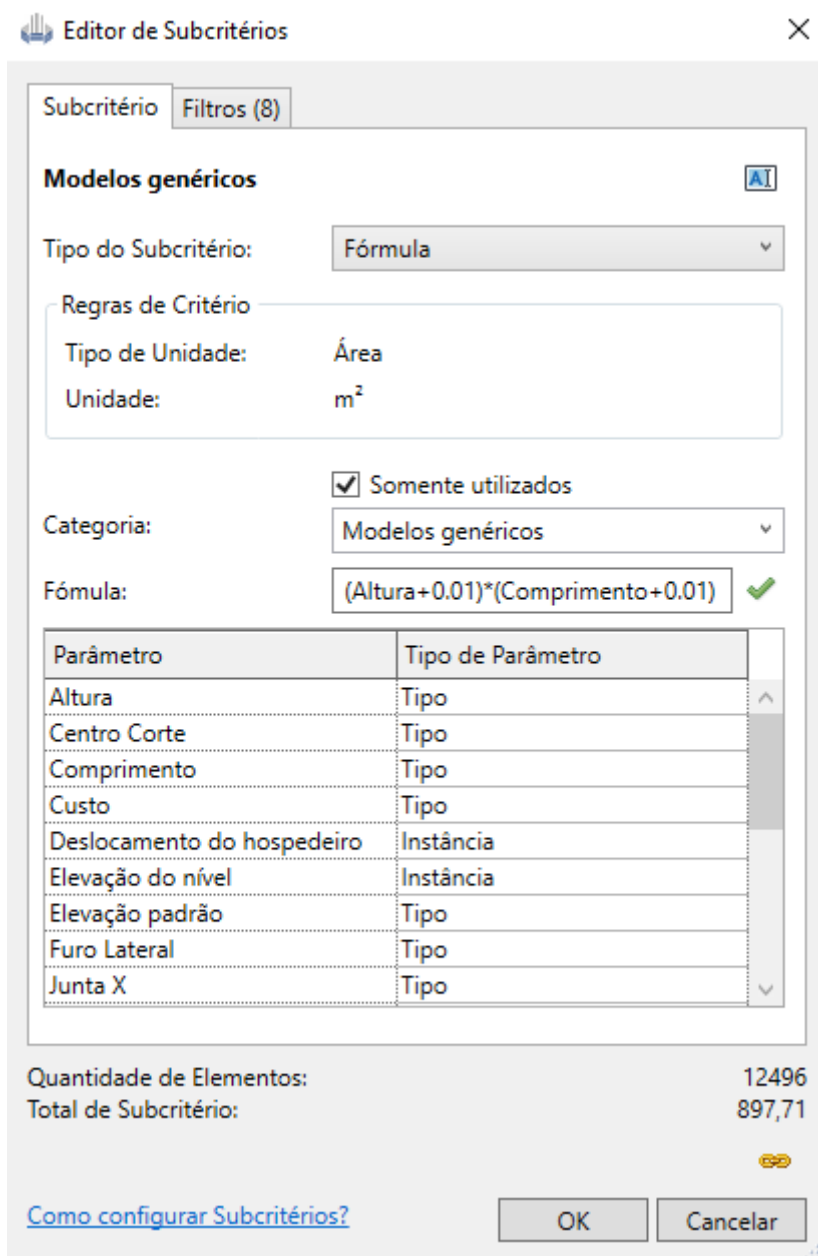 Editor de Subcritérios
Subcritério Filtros (8)
Modelos genéricos
AI
Tipo do Subcritério: Fórmula
Regras de Critério
Tipo de Unidade: Área
Unidade: m²
Somente utilizados
Categoria: Modelos genéricos
Fómula: (Altura+0.01)*(Comprimento+0.01)
Parâmetro Tipo de Parâmetro
Altura Tipo
Centro Corte Tipo
Comprimento Tipo
Custo Tipo
Deslocamento do hospedeiro Instância
Elevação do nível Instância
Elevação padrão Tipo
Furo Lateral Tipo
Junta X Tipo
Quantidade de Elementos: 12496
Total de Subcritério: 897,71
Como configurar Subcritérios? OK Cancelar